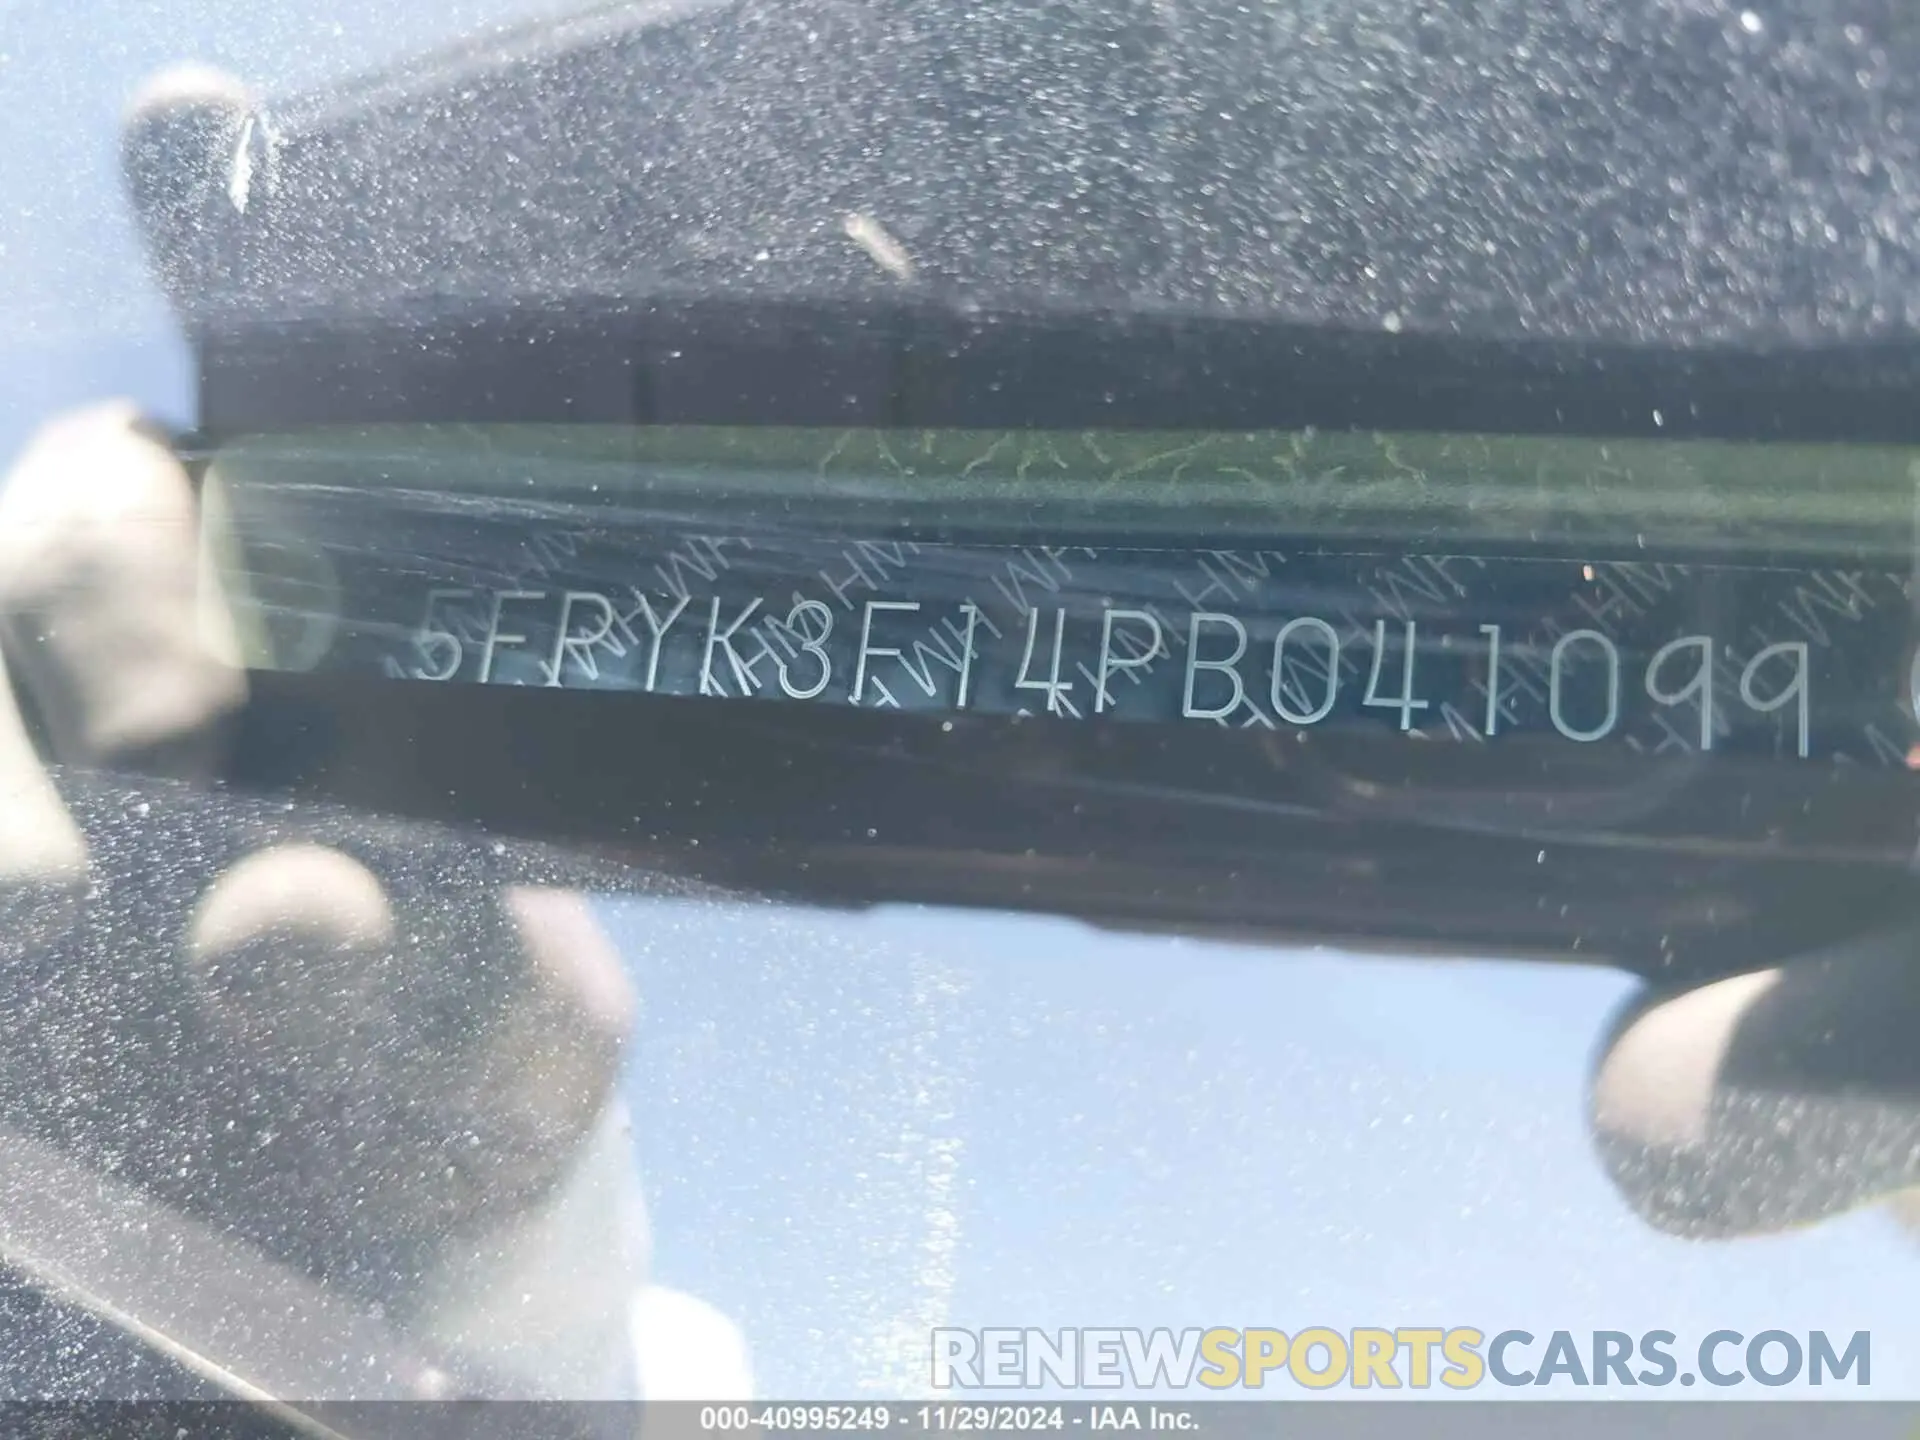 5FRYK3F14PB041099
RENEWSPORTSCARS.COM
000-40995249 - 11/29/2024 - IAA Inc.